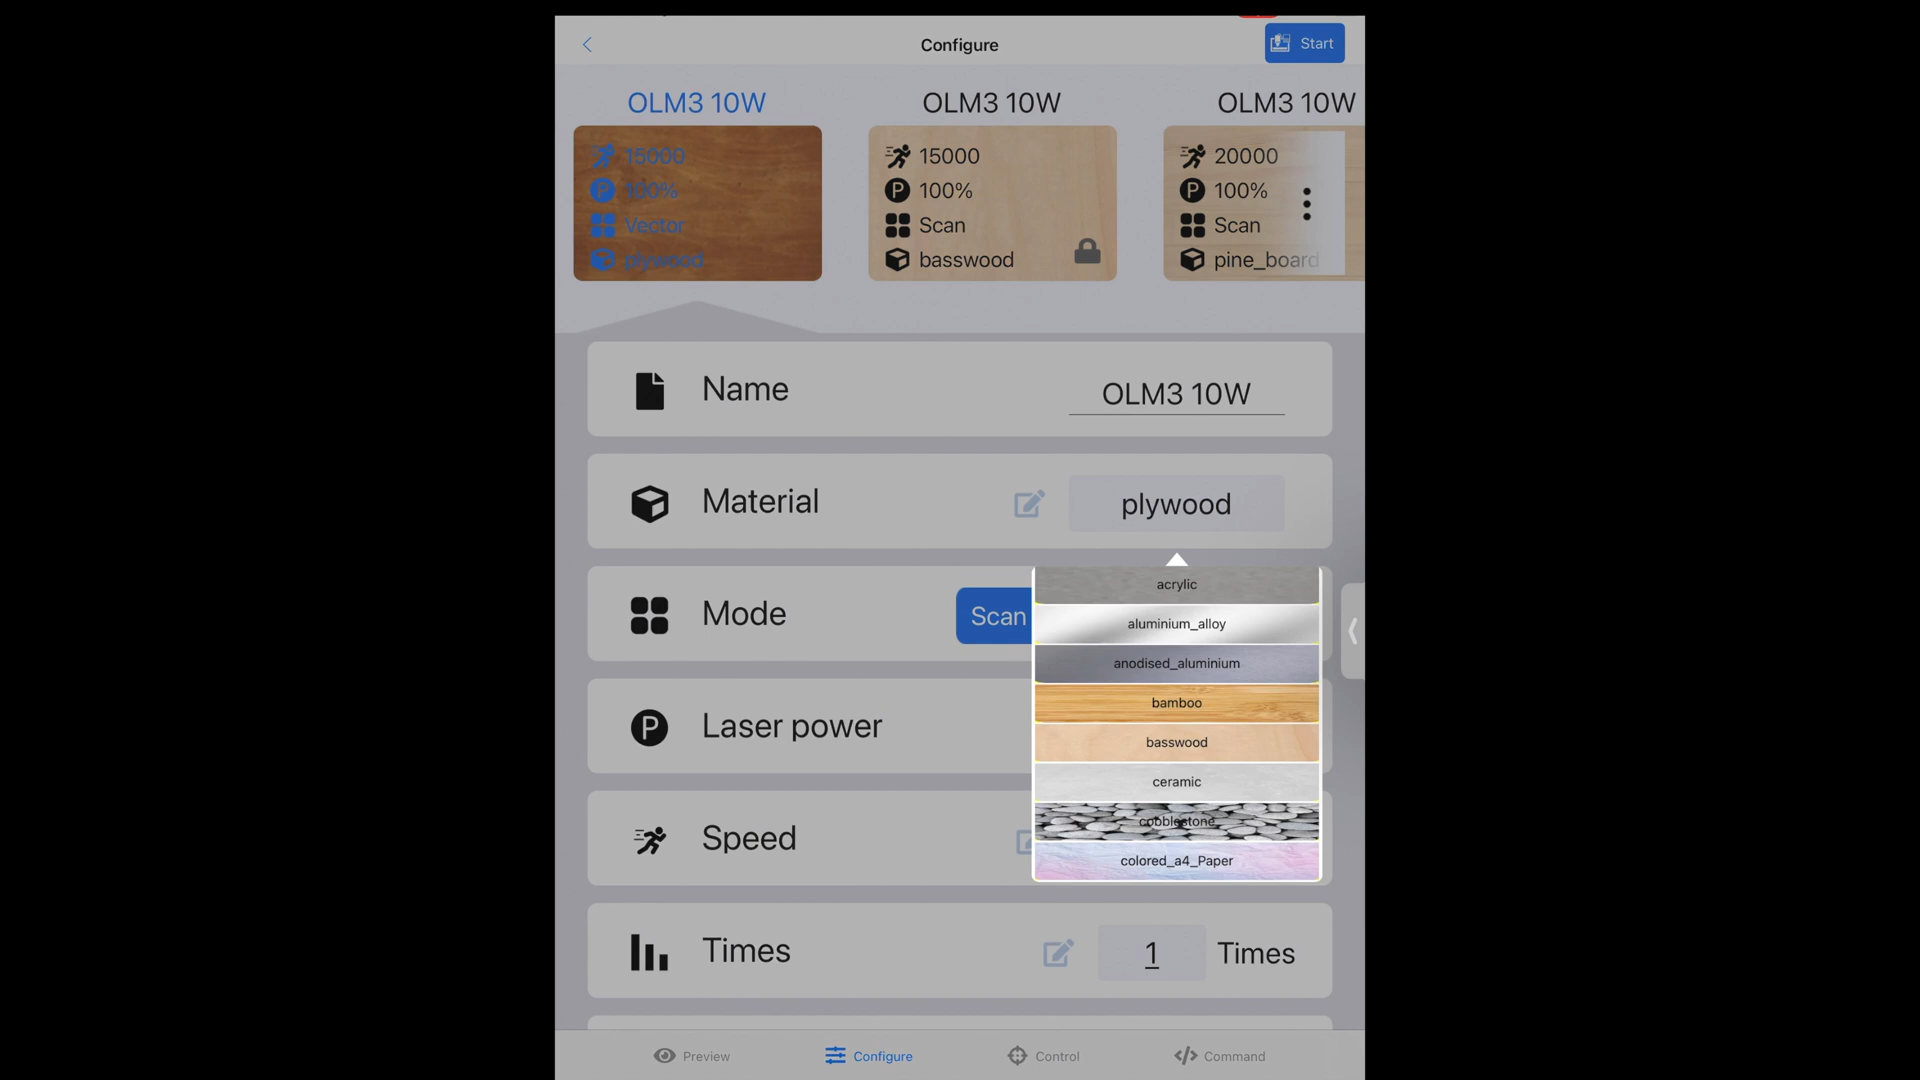 Configure
Start
OLM3 10W
OLM3 10W
OLM3 10W
15000
P 100%
Vector
plywood
15000
P 100%
Scan
basswood
20000
P 100%
Scan
pine_board
Name
OLM3 10W
Material
plywood
Mode
Scan
acrylic
aluminium_alloy
anodised_aluminium
bamboo
basswood
ceramic
cobblestone
colored_a4_Paper
P Laser power
Speed
Times
1 Times
Preview
Configure
Control
Command